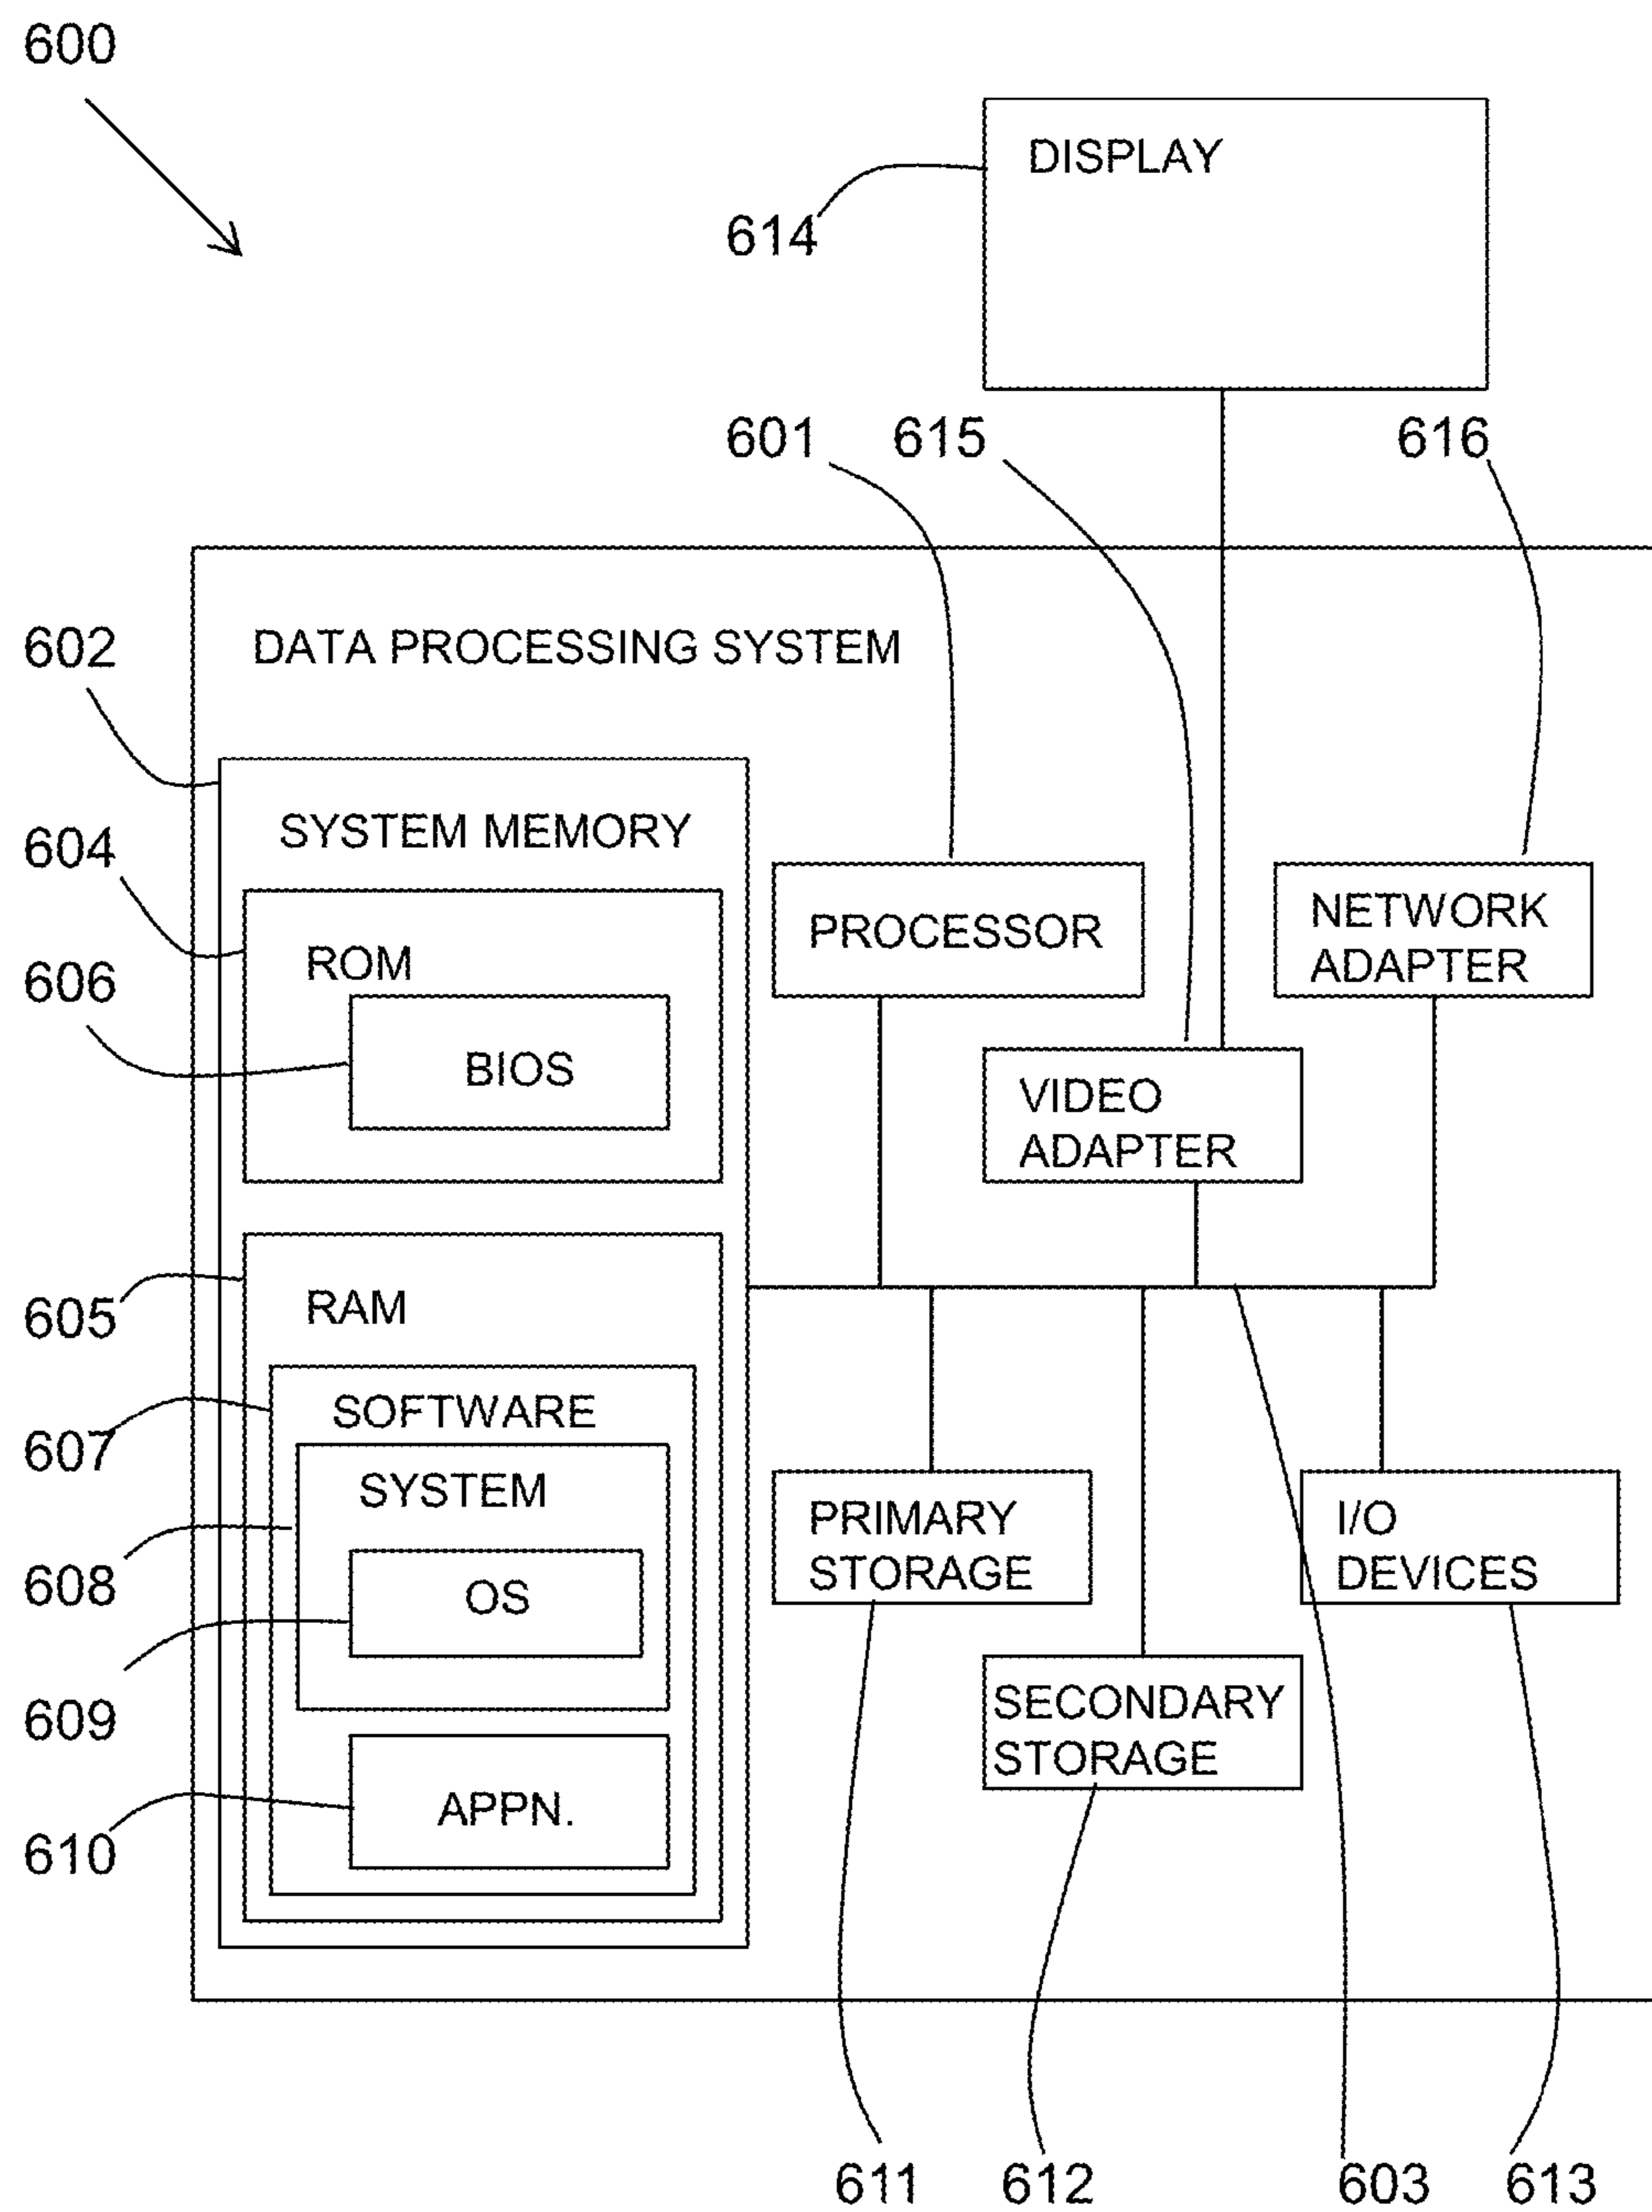 600
DISPLAY
614
601 615 616
DATA PROCESSING SYSTEM
602
SYSTEM MEMORY
604
ROM
606
BIOS
PROCESSOR
NETWORK
ADAPTER
VIDEO
ADAPTER
605
RAM
607
SOFTWARE
SYSTEM
608
OS
609
APPN.
610
PRIMARY
STORAGE
I/O
DEVICES
SECONDARY
STORAGE
611 612 603 613